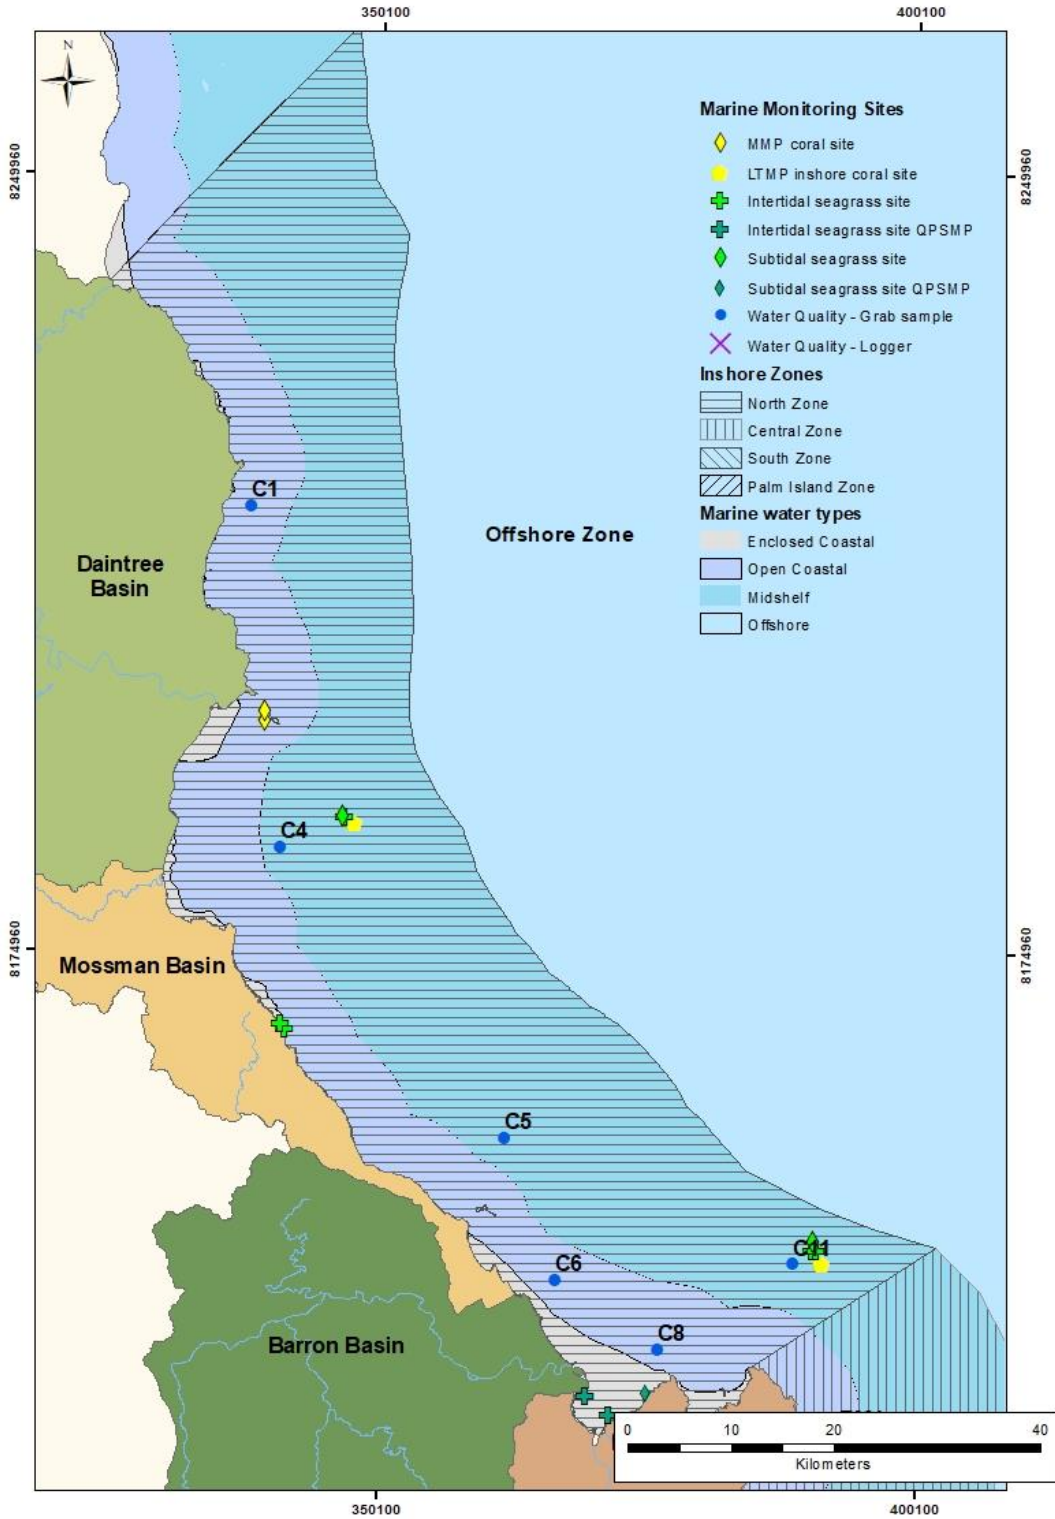 350100
400100
N
8249960
8249960
Marine Monitoring Sites
MMP coral site
LTMP inshore coral site
Intertidal seagrass site
Intertidal seagrass site QPSMP
Subtidal seagrass site
Subtidal seagrass site QPSMP
Water Quality - Grab sample
Water Quality - Logger
Inshore Zones
North Zone
Central Zone
South Zone
Palm Island Zone
Marine water types
Enclosed Coastal
Open Coastal
Midshelf
Offshore
C1
Offshore Zone
Daintree
Basin
C4
8174960
8174960
Mossman Basin
C5
C11
C6
C8
Barron Basin
0
10
20
40
Kilometers
350100
400100